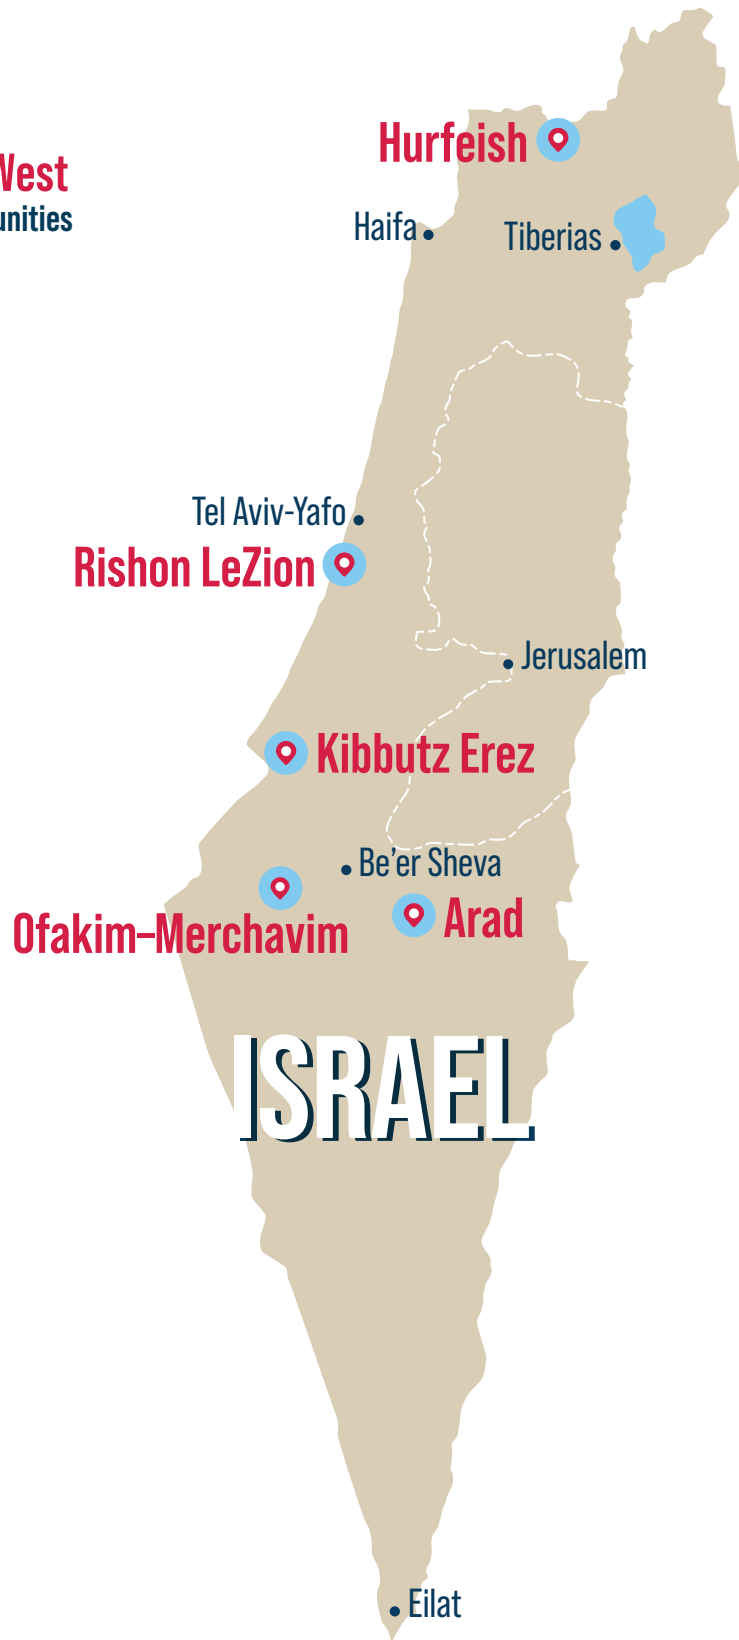 Hurfeish
West
Haifa
Tiberias
Tel Aviv-Yafo
Rishon LeZion
Jerusalem
Kibbutz Erez
Be’er Sheva
Arad
Ofakim–Merchavim
ISRAEL
Eilat